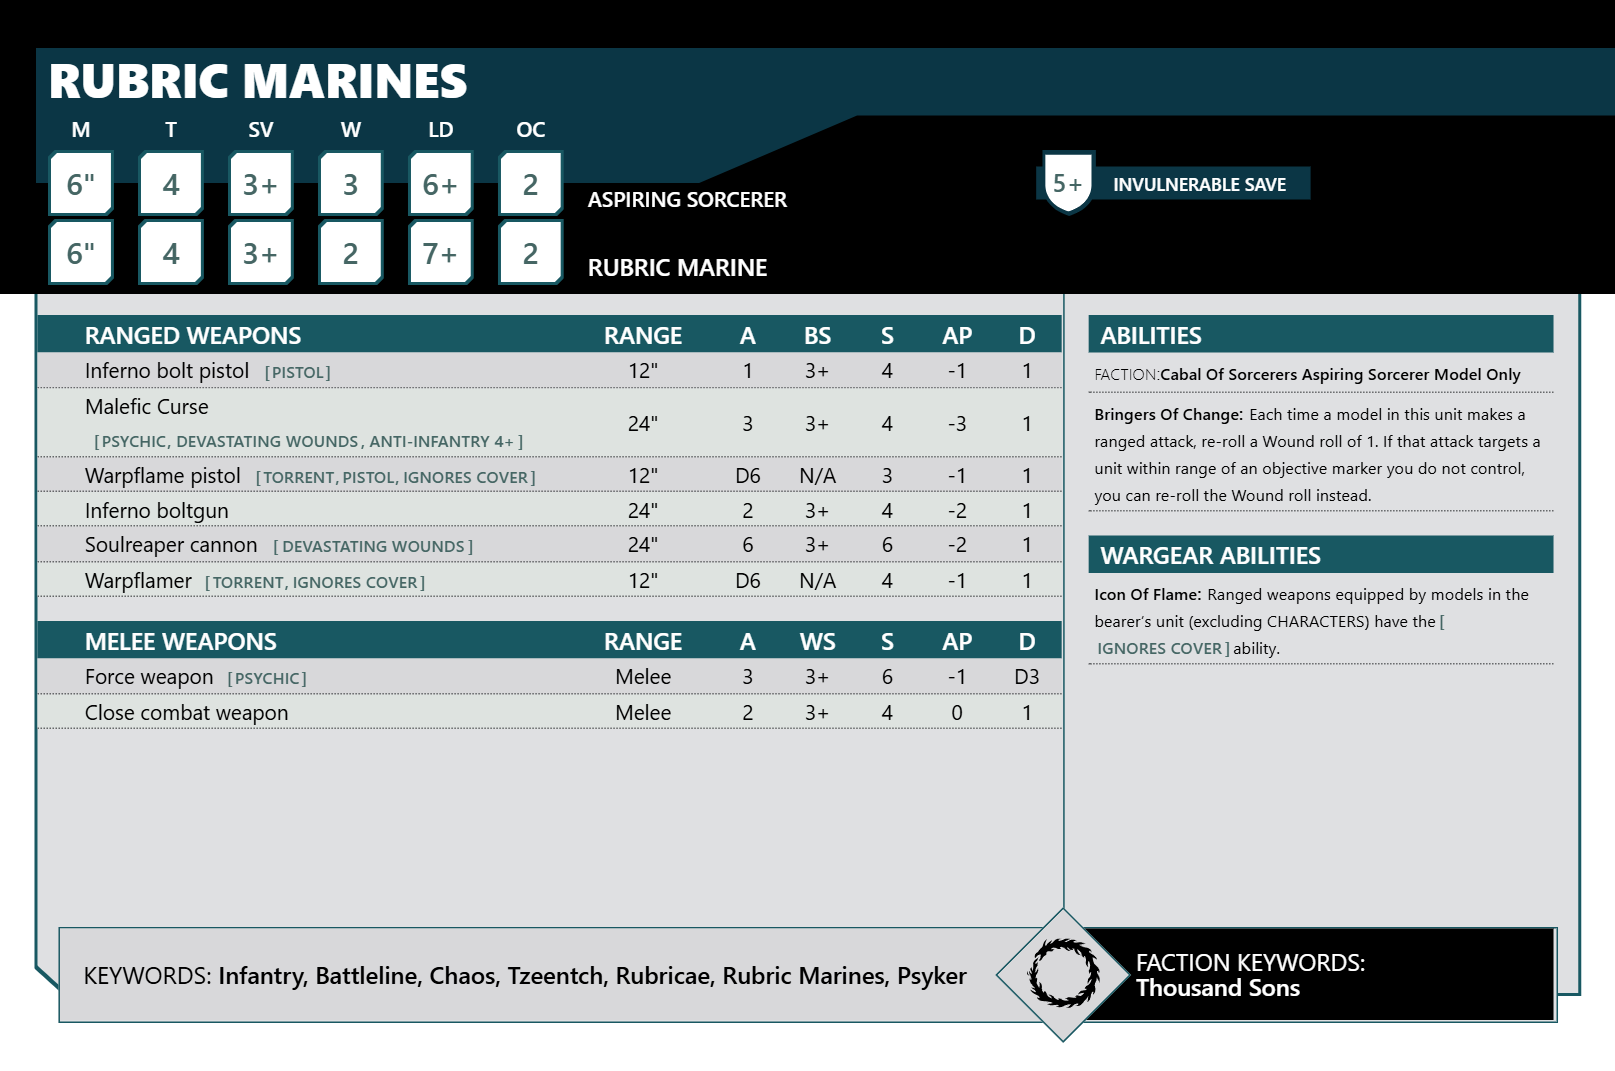 RUBRIC MARINES
M T SV W LD OC
6" 4 3+ 3 6+ 2 ASPIRING SORCERER
5+ INVULNERABLE SAVE
6" 4 3+ 2 7+ 2 RUBRIC MARINE
RANGED WEAPONS RANGE A BS S AP D
Inferno bolt pistol [PISTOL] 12" 1 3+ 4 -1 1
Malefic Curse 24" 3 3+ 4 -3 1
[PSYCHIC, DEVASTATING WOUNDS, ANTI-INFANTRY 4+]
Warpflame pistol [TORRENT, PISTOL, IGNORES COVER] 12" D6 N/A 3 -1 1
Inferno boltgun 24" 2 3+ 4 -2 1
Soulreaper cannon [DEVASTATING WOUNDS] 24" 6 3+ 6 -2 1
Warpflamer [TORRENT, IGNORES COVER] 12" D6 N/A 4 -1 1
MELEE WEAPONS RANGE A WS S AP D
Force weapon [PSYCHIC] Melee 3 3+ 6 -1 D3
Close combat weapon Melee 2 3+ 4 0 1
ABILITIES
FACTION:Cabal Of Sorcerers Aspiring Sorcerer Model Only
Bringers Of Change: Each time a model in this unit makes a
ranged attack, re-roll a Wound roll of 1. If that attack targets a
unit within range of an objective marker you do not control,
you can re-roll the Wound roll instead.
WARGEAR ABILITIES
Icon Of Flame: Ranged weapons equipped by models in the
bearer's unit (excluding CHARACTERS) have the [
IGNORES COVER] ability.
KEYWORDS: Infantry, Battleline, Chaos, Tzeentch, Rubricae, Rubric Marines, Psyker
FACTION KEYWORDS:
Thousand Sons